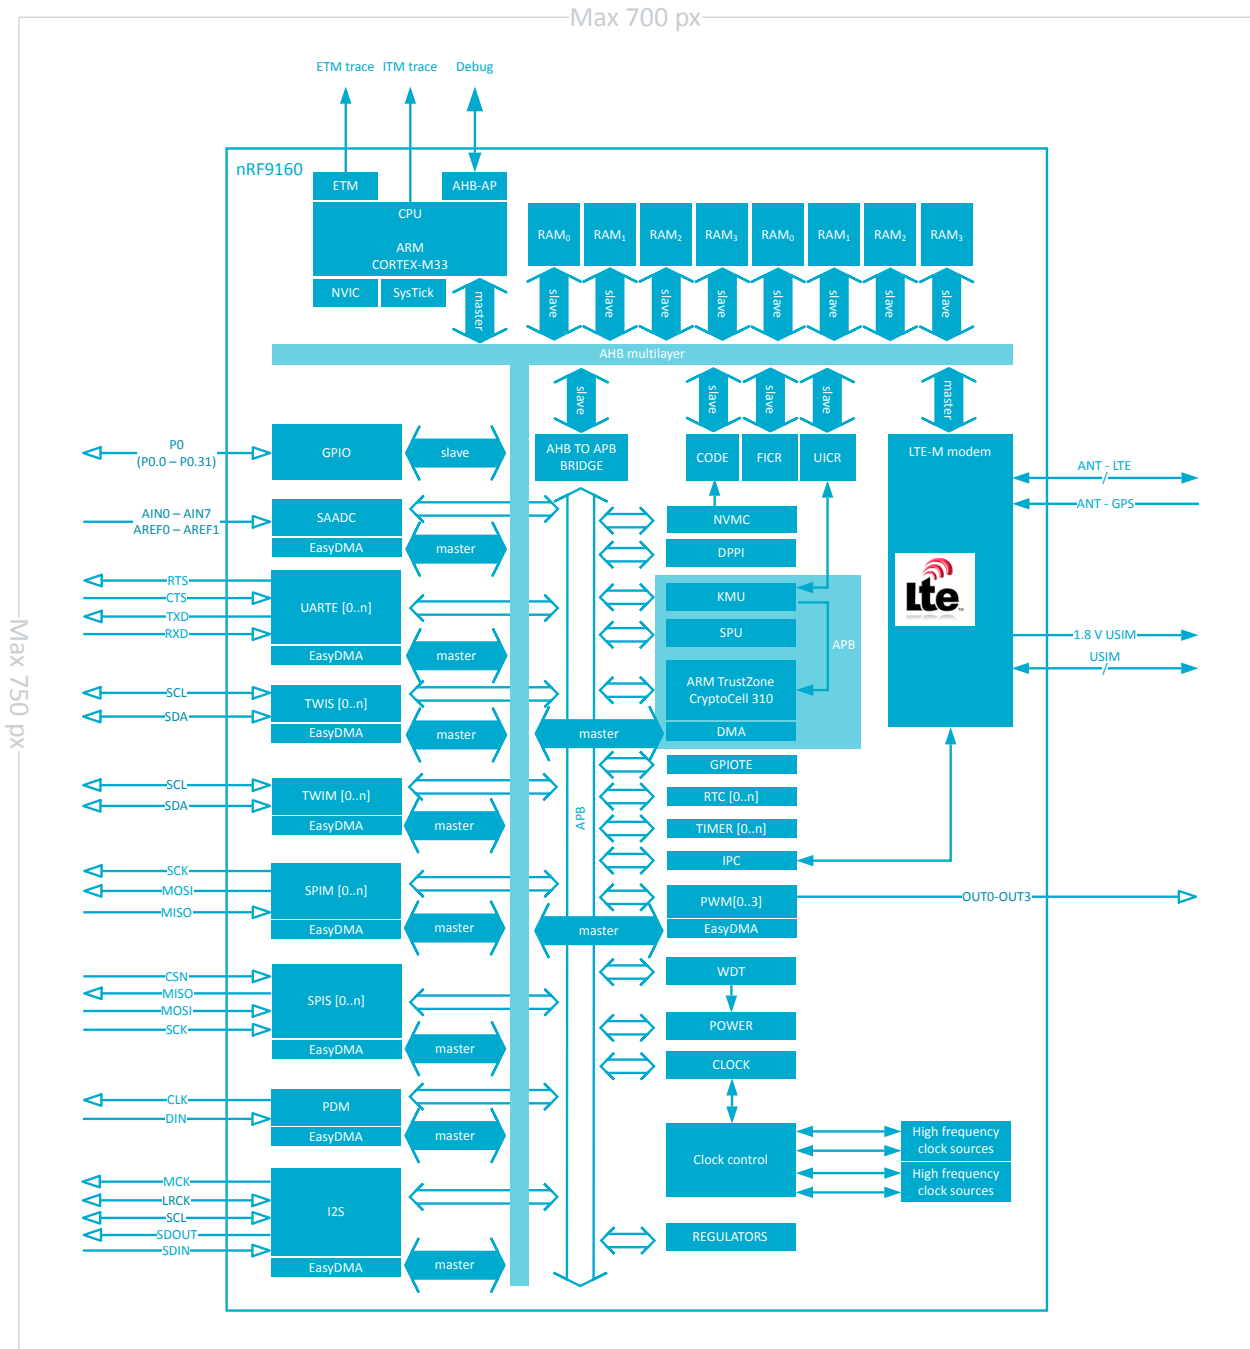 Max 700 px
Max 750 px
ETM trace
ITM trace
Debug
nRF9160
ETM
AHB-AP
CPU
ARM
CORTEX-M33
NVIC
SysTick
master
RAM0
RAM1
RAM2
RAM3
RAM0
RAM1
RAM2
RAM3
slave
slave
slave
slave
slave
slave
slave
slave
AHB multilayer
slave
slave
slave
slave
master
P0
(P0.0 – P0.31)
GPIO
slave
AHB TO APB
BRIDGE
CODE
FICR
UICR
LTE-M modem
ANT - LTE
ANT - GPS
AIN0 – AIN7
AREF0 – AREF1
SAADC
EasyDMA
master
NVMC
DPPI
RTS
CTS
TXD
RXD
UARTE [0..n]
EasyDMA
master
KMU
SPU
APB
ARM TrustZone
CryptoCell 310
DMA
master
Lte
TM
1.8 V USIM
USIM
SCL
SDA
TWIS [0..n]
EasyDMA
master
GPIOTE
RTC [0..n]
TIMER [0..n]
IPC
APB
SCL
SDA
TWIM [0..n]
EasyDMA
master
SCK
MOSI
MISO
SPIM [0..n]
EasyDMA
master
master
PWM[0..3]
EasyDMA
OUT0-OUT3
CSN
MISO
MOSI
SCK
SPIS [0..n]
EasyDMA
master
WDT
POWER
CLOCK
CLK
DIN
PDM
EasyDMA
master
Clock control
High frequency
clock sources
High frequency
clock sources
MCK
LRCK
SCL
SDOUT
SDIN
I2S
EasyDMA
master
REGULATORS